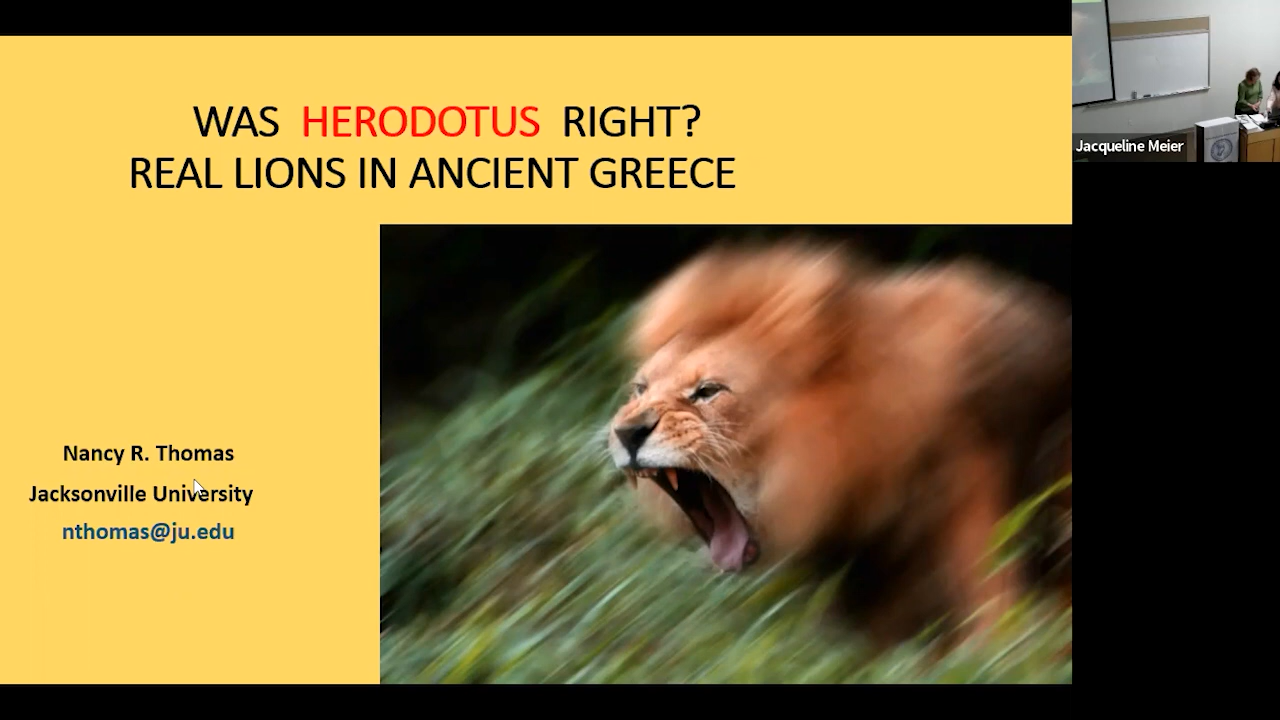 WAS HERODOTUS RIGHT?
REAL LIONS IN ANCIENT GREECE
Nancy R. Thomas
Jacksonville University
nthomas@ju.edu
Jacqueline Meier